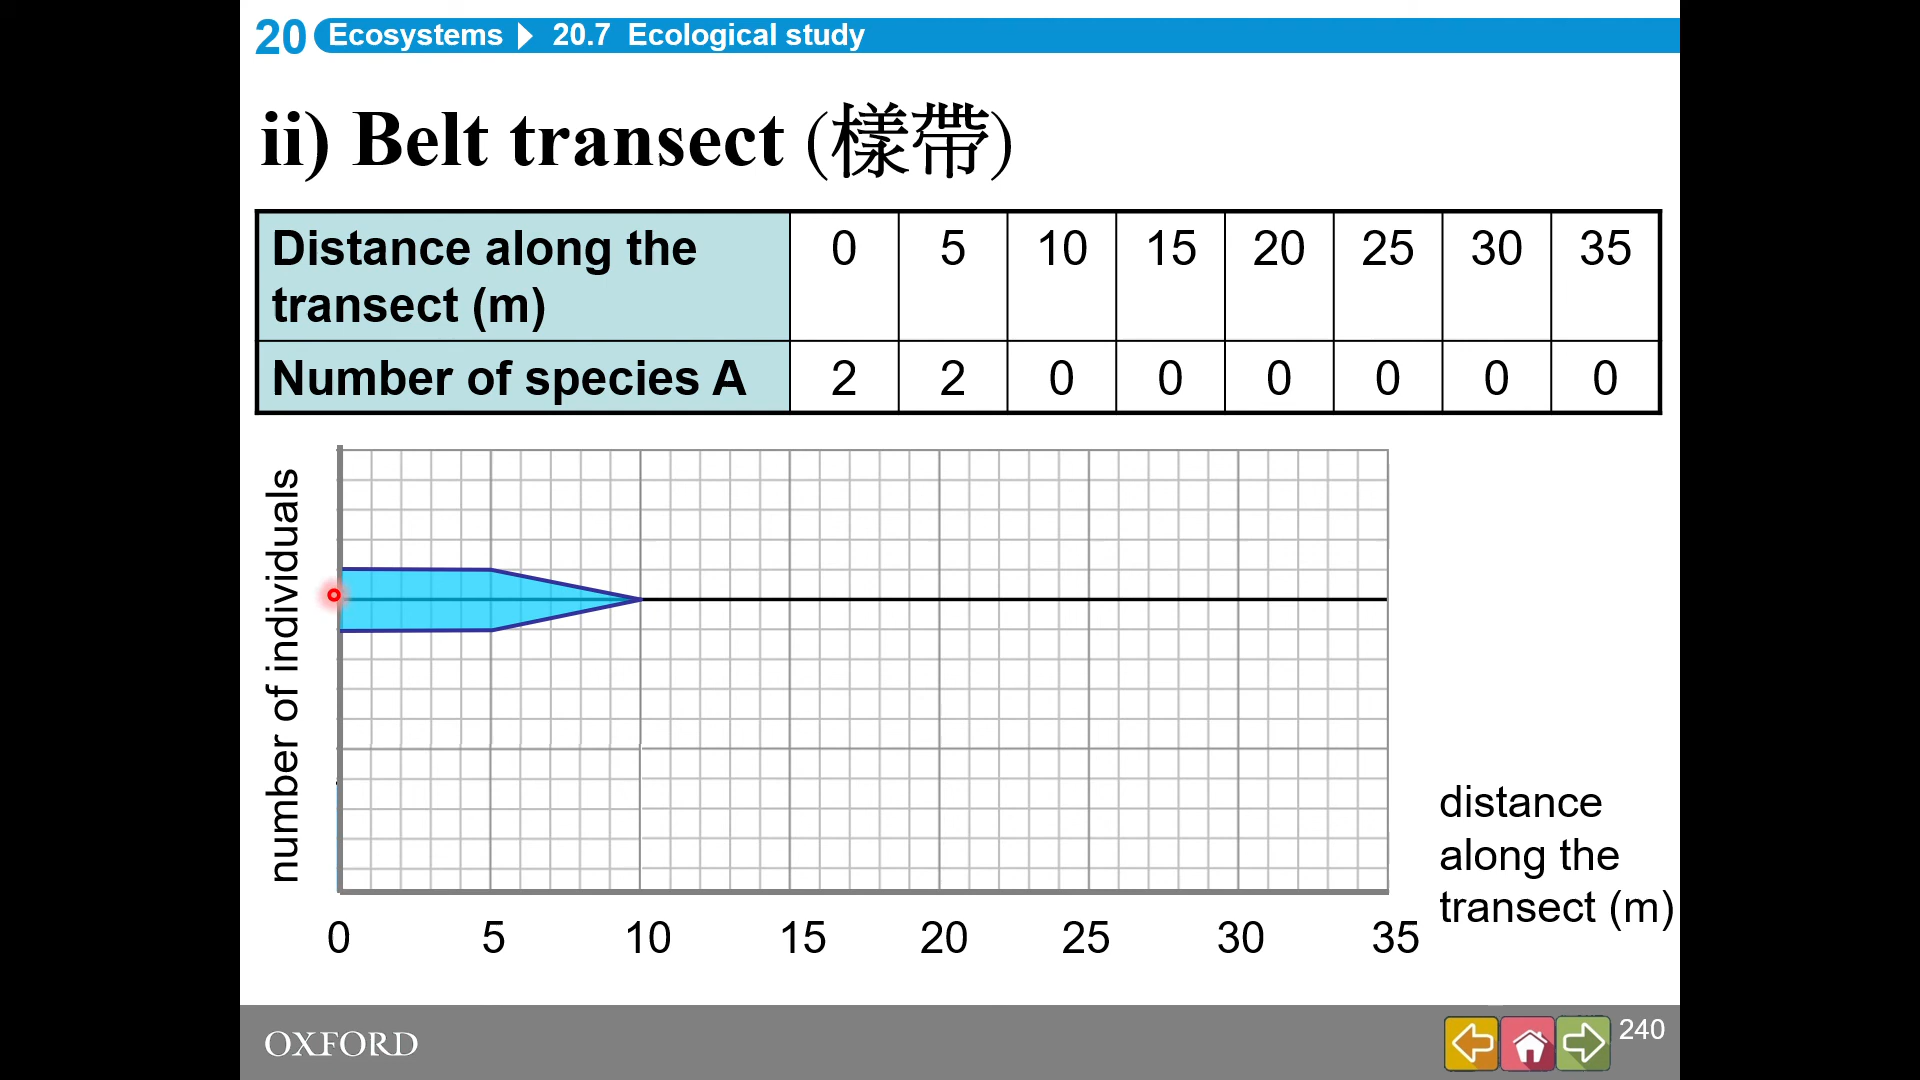 20 Ecosystems 20.7 Ecological study
ii) Belt transect (樣帶)
Distance along the transect (m) 0 5 10 15 20 25 30 35
Number of species A 2 2 0 0 0 0 0 0
number of individuals
distance
along the
transect (m)
0 5 10 15 20 25 30 35
OXFORD
240